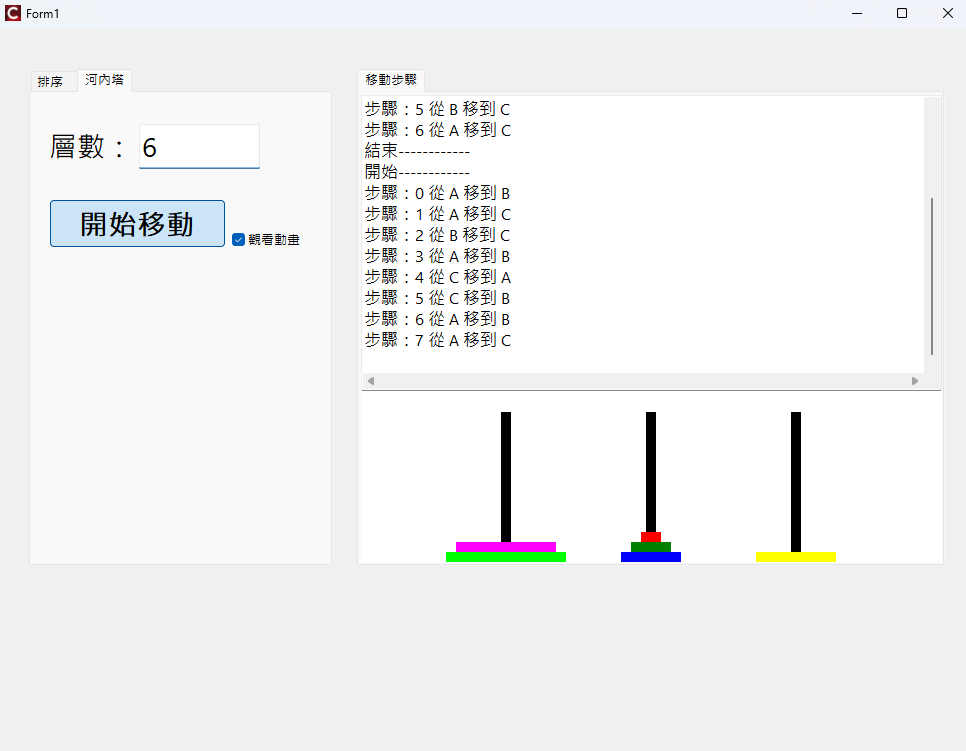 Form1
排序
河內塔
層數：
6
開始移動
觀看動畫
移動步驟
步驟：5 從 B 移到 C
步驟：6 從 A 移到 C
結束------------
開始------------
步驟：0 從 A 移到 B
步驟：1 從 A 移到 C
步驟：2 從 B 移到 C
步驟：3 從 A 移到 B
步驟：4 從 C 移到 A
步驟：5 從 C 移到 B
步驟：6 從 A 移到 B
步驟：7 從 A 移到 C